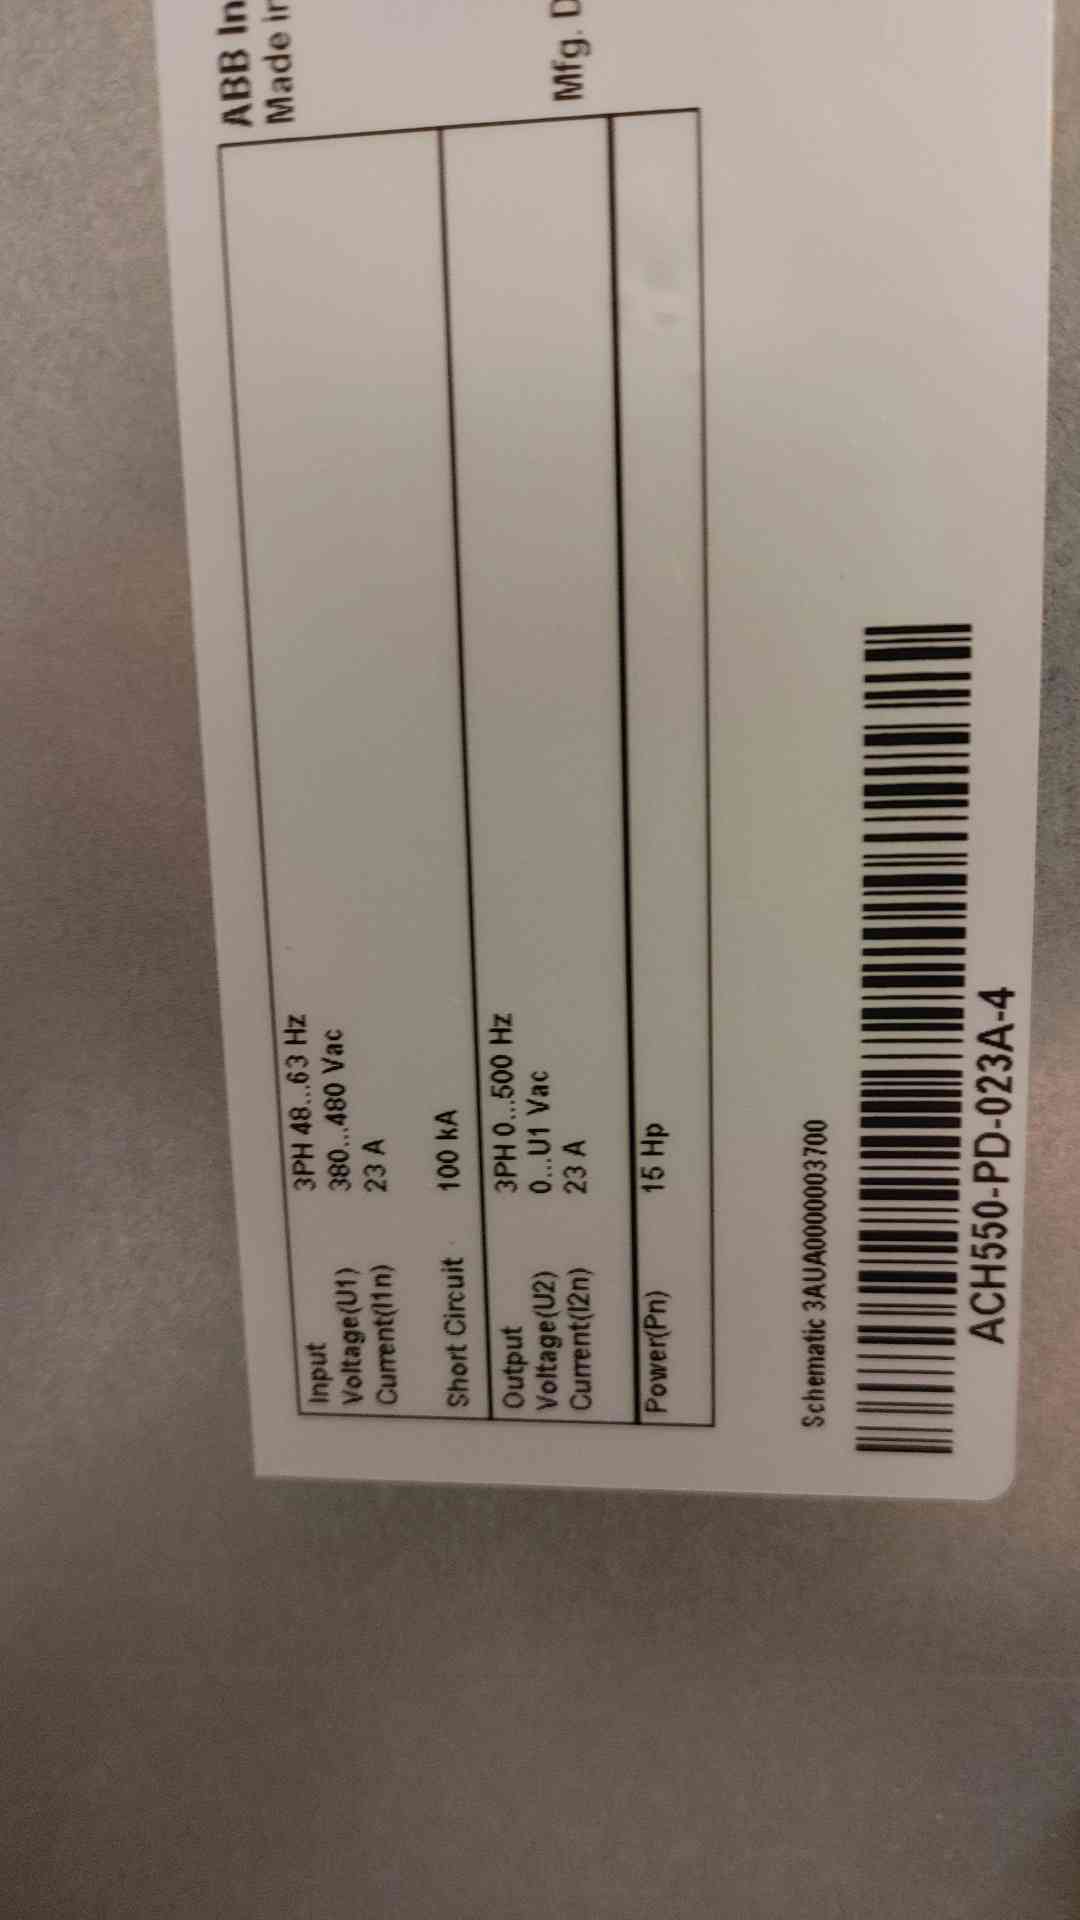 ABB In
Made in
Mfg. D
Input 3PH 48...63 Hz
Voltage(U1) 380...480 Vac
Current(I1n) 23 A
Short Circuit 100 kA
Output 3PH 0...500 Hz
Voltage(U2) 0...U1 Vac
Current(I2n) 23 A
Power(Pn) 15 Hp
Schematic 3AUA0000003700
ACH550-PD-023A-4